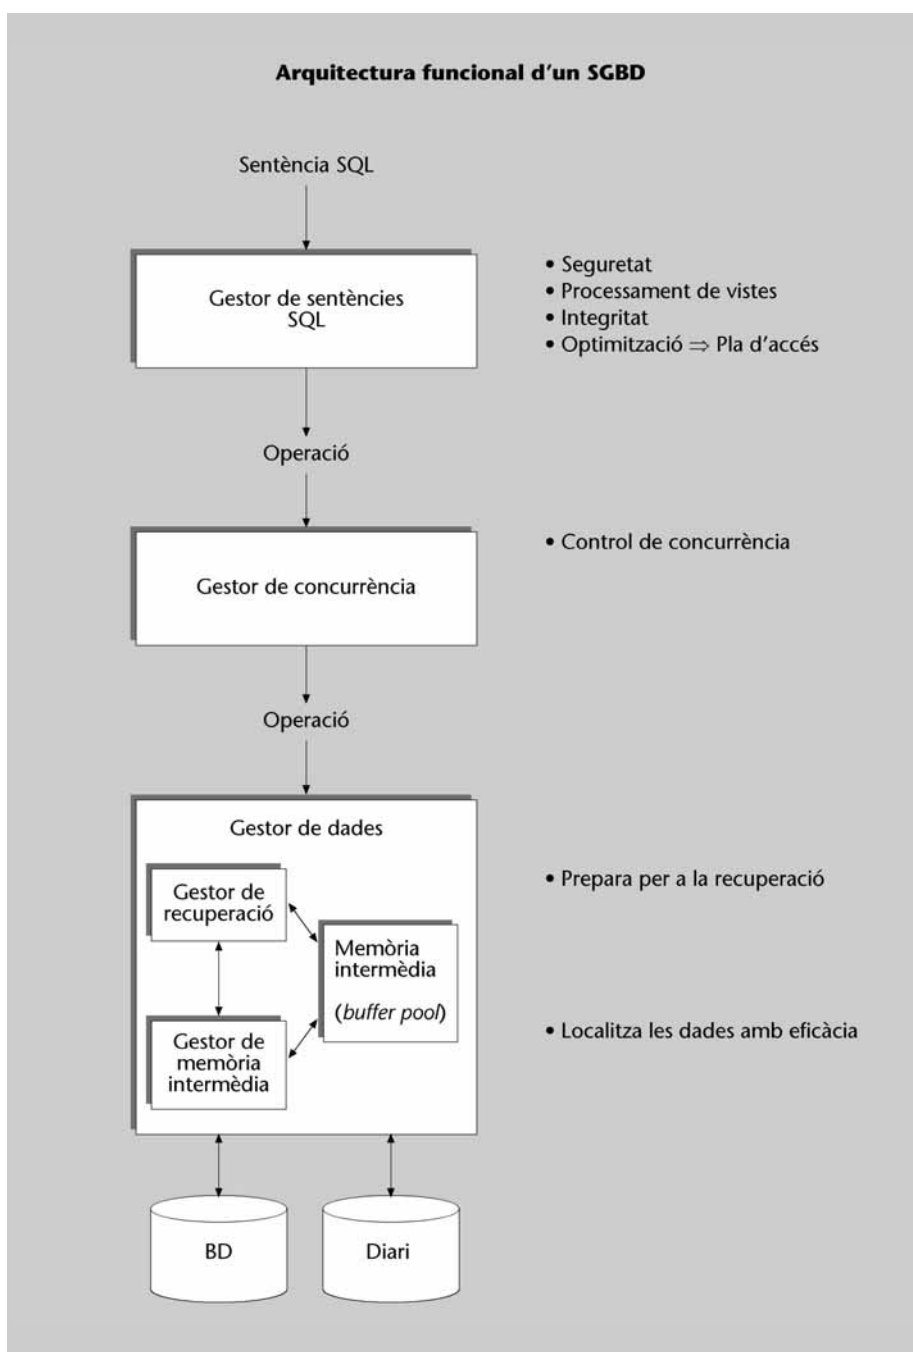 Arquitectura funcional d'un SGBD
Sentència SQL
Gestor de sentències
SQL
• Seguretat
• Processament de vistes
• Integritat
• Optimització ⇒ Pla d'accés
Operació
Gestor de concurrència
• Control de concurrència
Operació
Gestor de dades
Gestor de
recuperació
• Prepara per a la recuperació
Memòria
intermèdia
(buffer pool)
Gestor de
memòria
intermèdia
• Localitza les dades amb eficàcia
BD
Diari